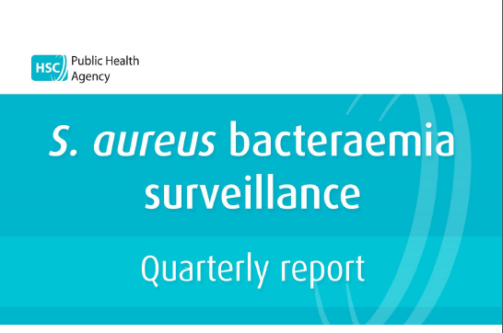 HSC Public Health
Agency
S. aureus bacteraemia
surveillance
Quarterly report